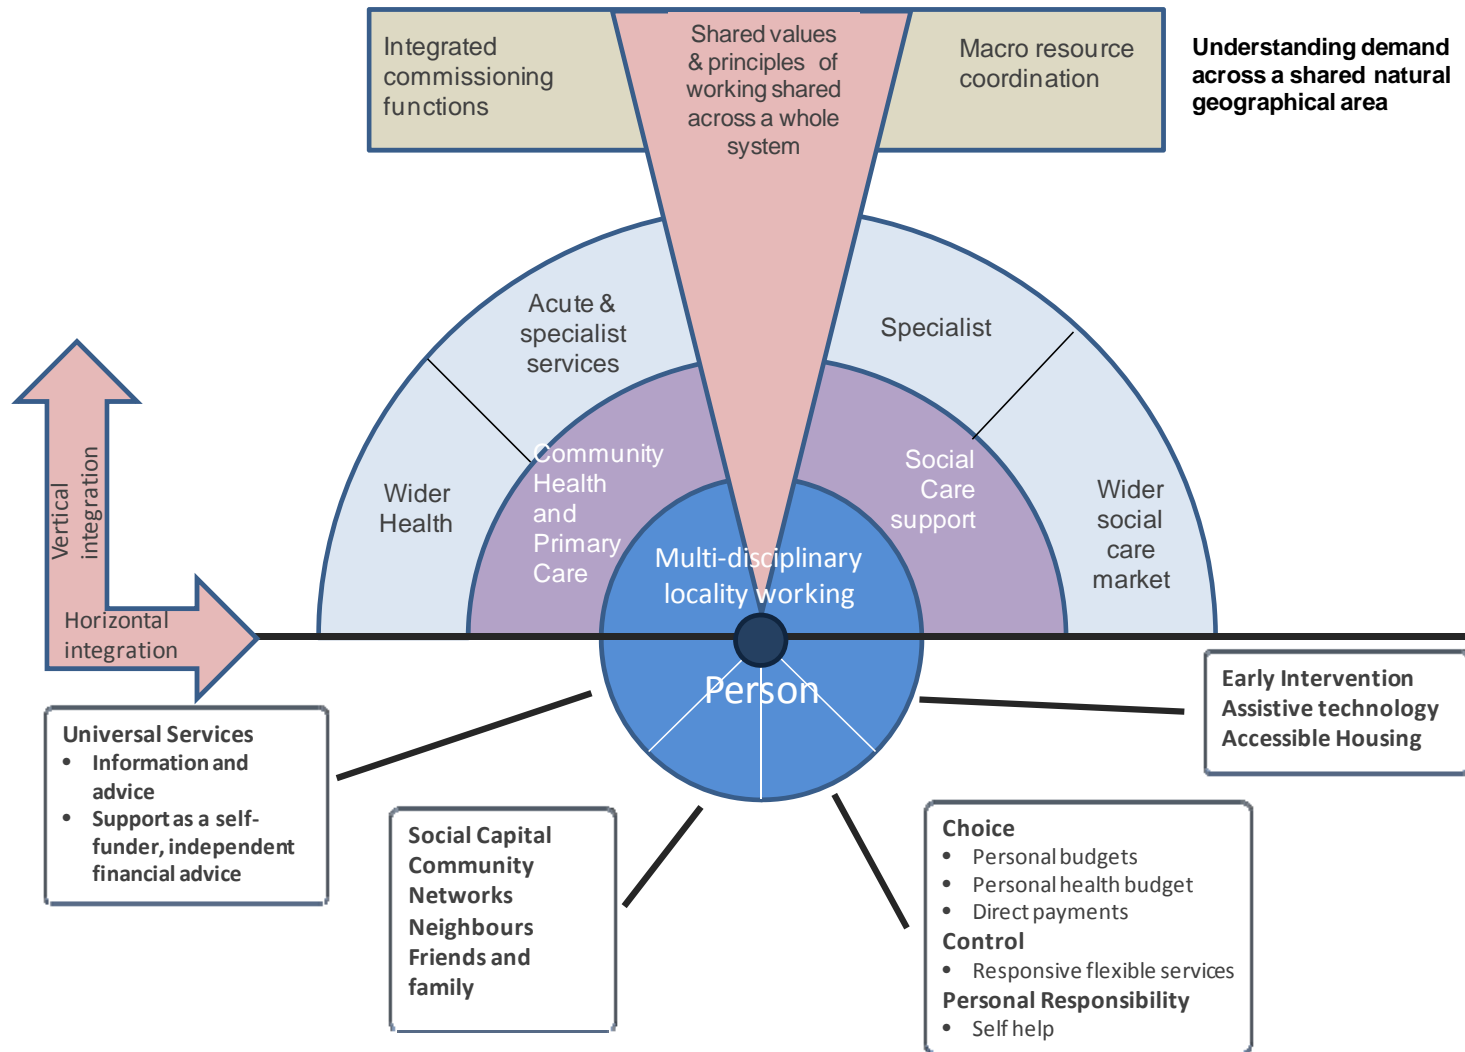 Integrated
commissioning
functions
Shared values
& principles of
working shared
across a whole
system
Macro resource
coordination
Understanding demand
across a shared natural
geographical area
Acute &
specialist
services
Specialist
Wider
Health
Community
Health
and
Primary
Care
Social
Care
support
Wider
social
care
market
Multi-disciplinary
locality working
Person
Vertical
integration
Horizontal
integration
Universal Services
• Information and
advice
• Support as a self-
funder, independent
financial advice
Social Capital
Community
Networks
Neighbours
Friends and
family
Choice
• Personal budgets
• Personal health budget
• Direct payments
Control
• Responsive flexible services
Personal Responsibility
• Self help
Early Intervention
Assistive technology
Accessible Housing